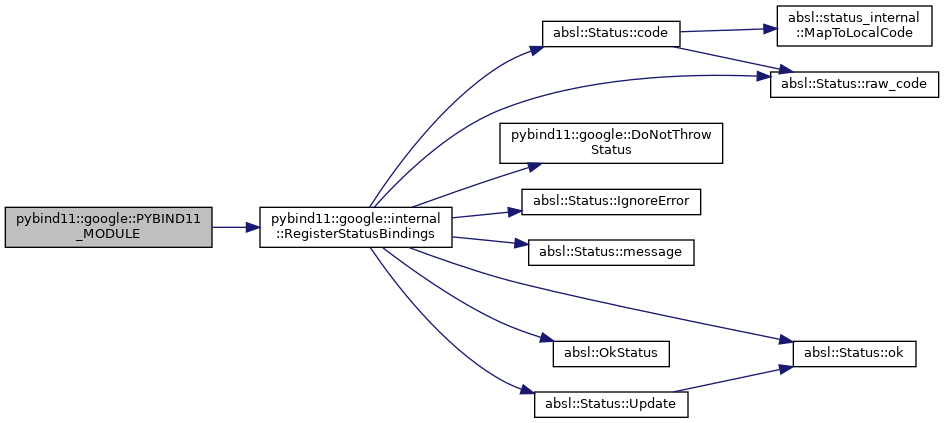 pybind11::google::PYBIND11
_MODULE
pybind11::google::internal
::RegisterStatusBindings
absl::Status::code
absl::status_internal
::MapToLocalCode
absl::Status::raw_code
pybind11::google::DoNotThrow
Status
absl::Status::IgnoreError
absl::Status::message
absl::OkStatus
absl::Status::ok
absl::Status::Update